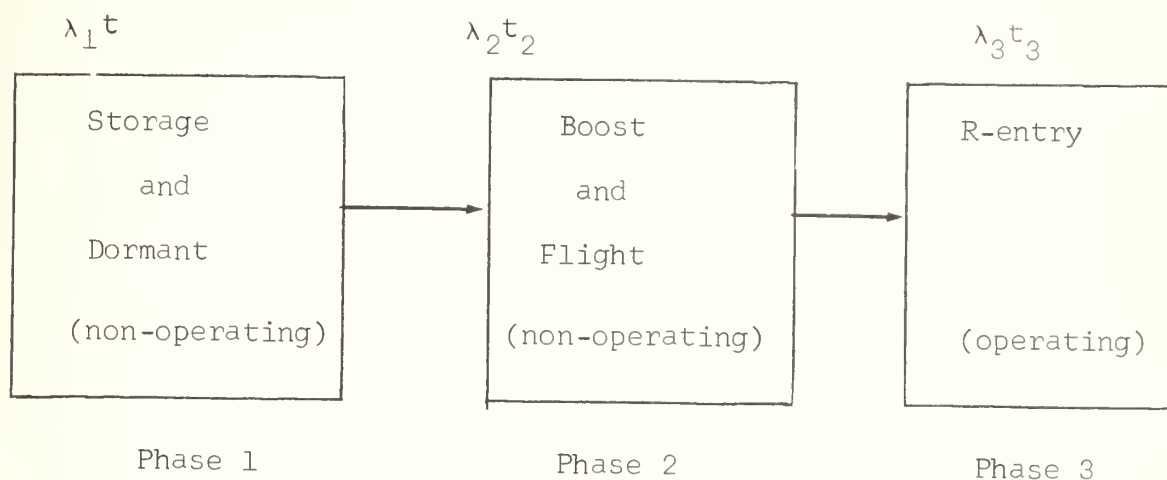 λ₁t
λ₂t₂
λ₃t₃
Storage
and
Dormant
(non-operating)
Boost
and
Flight
(non-operating)
R-entry
(operating)
Phase 1
Phase 2
Phase 3